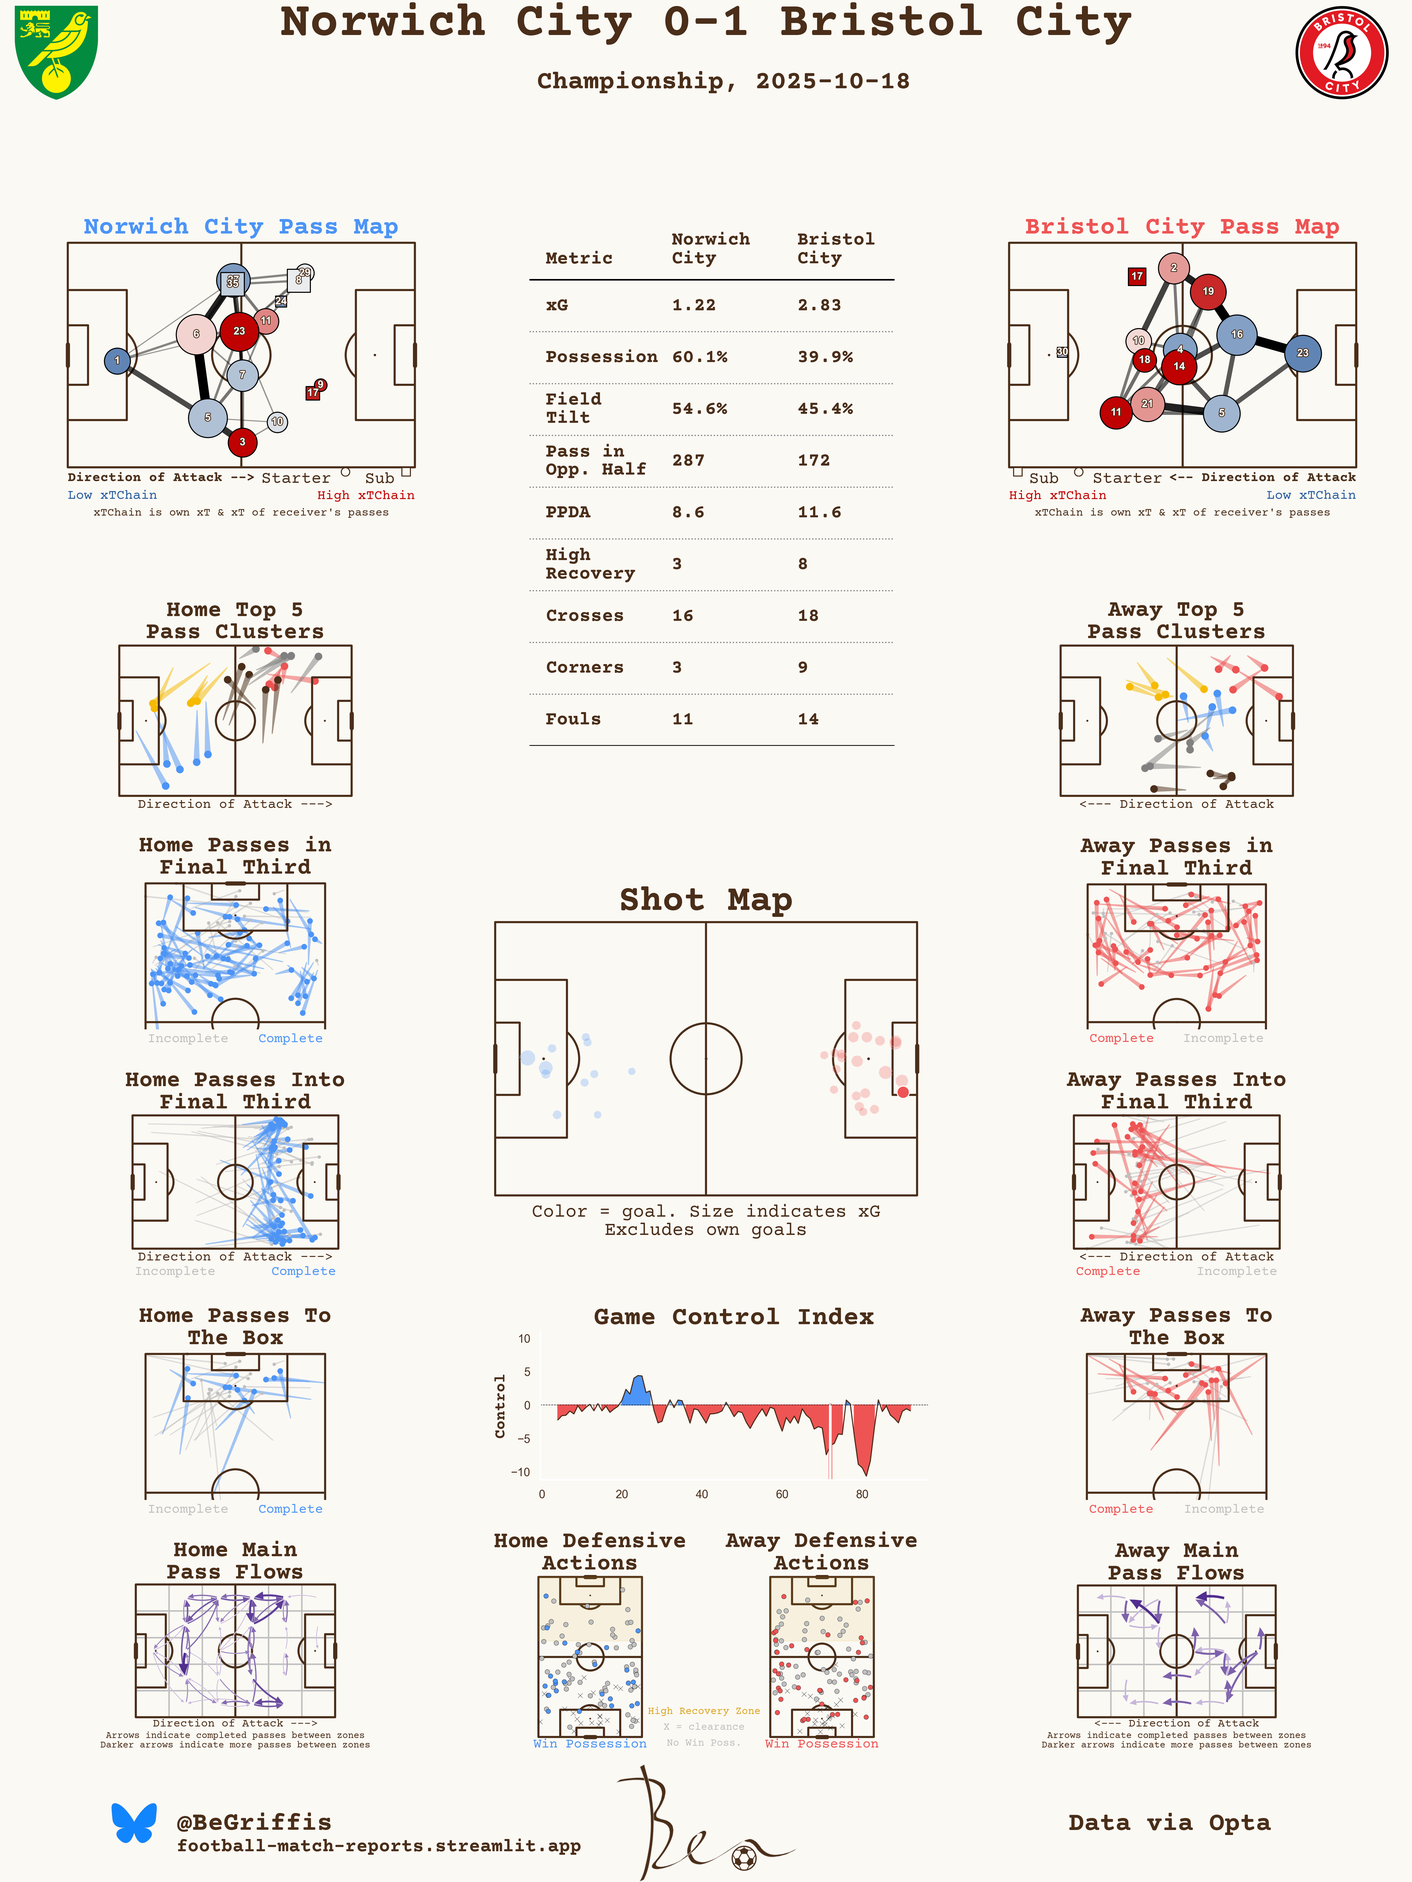 Norwich City 0-1 Bristol City
Championship, 2025-10-18
BRISTOL
CITY
Norwich City Pass Map
27
35
29
8
24
11
6
23
1
7
9
17
5
10
3
Direction of Attack --> Starter Sub
Low xTChain High xTChain
xTChain is own xT & xT of receiver's passes
Metric Norwich City Bristol City
xG 1.22 2.83
Possession 60.1% 39.9%
Field Tilt 54.6% 45.4%
Pass in Opp. Half 287 172
PPDA 8.6 11.6
High Recovery 3 8
Crosses 16 18
Corners 3 9
Fouls 11 14
Bristol City Pass Map
2
17
19
16
10
4
30
18
14
23
21
11
5
Sub Starter <-- Direction of Attack
High xTChain Low xTChain
xTChain is own xT & xT of receiver's passes
Home Top 5
Pass Clusters
Direction of Attack --->
Away Top 5
Pass Clusters
<--- Direction of Attack
Home Passes in
Final Third
Incomplete Complete
Away Passes in
Final Third
Complete Incomplete
Shot Map
Color = goal. Size indicates xG
Excludes own goals
Home Passes Into
Final Third
Direction of Attack --->
Incomplete Complete
Away Passes Into
Final Third
<--- Direction of Attack
Complete Incomplete
Home Passes To
The Box
Incomplete Complete
Game Control Index
Control
10
5
0
−5
−10
0 20 40 60 80
Away Passes To
The Box
Complete Incomplete
Home Main
Pass Flows
Direction of Attack --->
Arrows indicate completed passes between zones
Darker arrows indicate more passes between zones
Home Defensive
Actions
Win Possession
High Recovery Zone
X = clearance
No Win Poss.
Away Defensive
Actions
Win Possession
Away Main
Pass Flows
<--- Direction of Attack
Arrows indicate completed passes between zones
Darker arrows indicate more passes between zones
@BeGriffis
football-match-reports.streamlit.app
Ben
Data via Opta